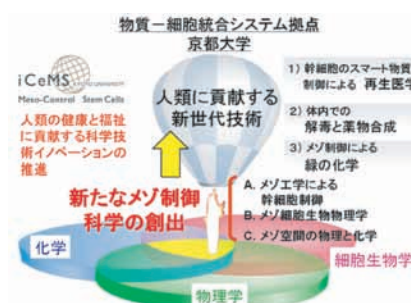 物質－細胞統合システム拠点
京都大学
iCeMS
Meso-Control Stem Cells
人類の健康と福祉
に貢献する科学技
術イノベーションの
推進
人類に貢献する
新世代技術
1）幹細胞のスマート物質
制御による 再生医学
2）体内での
解毒と薬物合成
3）メゾ制御による
緑の化学
新たなメゾ制御
科学の創出
A. メゾ工学による
幹細胞制御
B. メゾ細胞生物物理学
C. メゾ空間の物理と化学
化学
物理学
細胞生物学